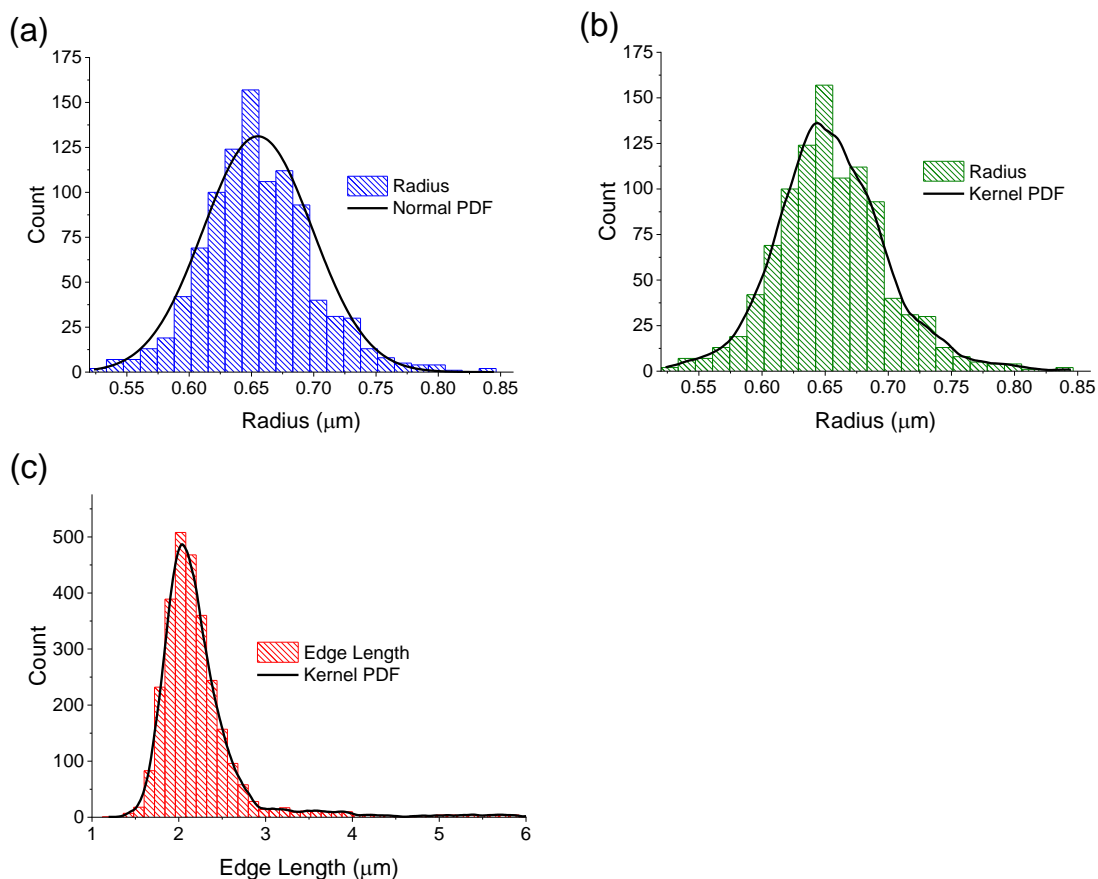 (a)
175
150
125
100
75
50
25
0
Count
Radius
Normal PDF
0.55 0.60 0.65 0.70 0.75 0.80 0.85
Radius (μm)
(b)
175
150
125
100
75
50
25
0
Count
Radius
Kernel PDF
0.55 0.60 0.65 0.70 0.75 0.80 0.85
Radius (μm)
(c)
500
400
300
200
100
0
Count
Edge Length
Kernel PDF
1 2 3 4 5 6
Edge Length (μm)